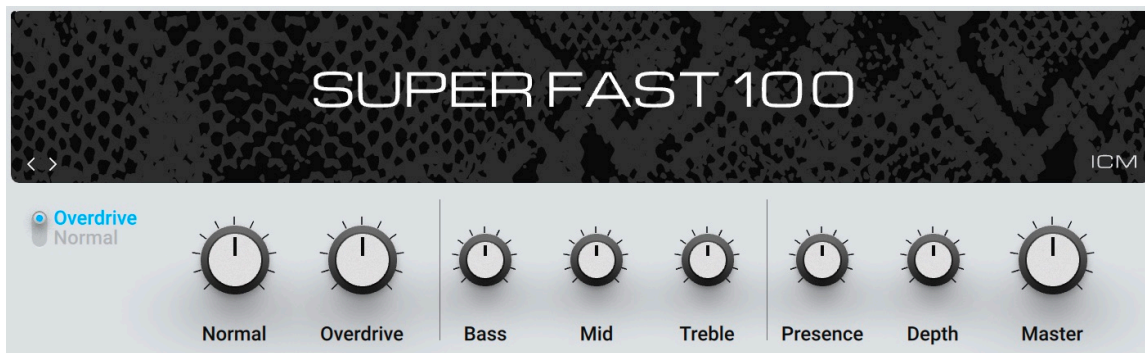 SUPER FAST 100
< >
ICM
Overdrive
Normal
Normal Overdrive Bass Mid Treble Presence Depth Master